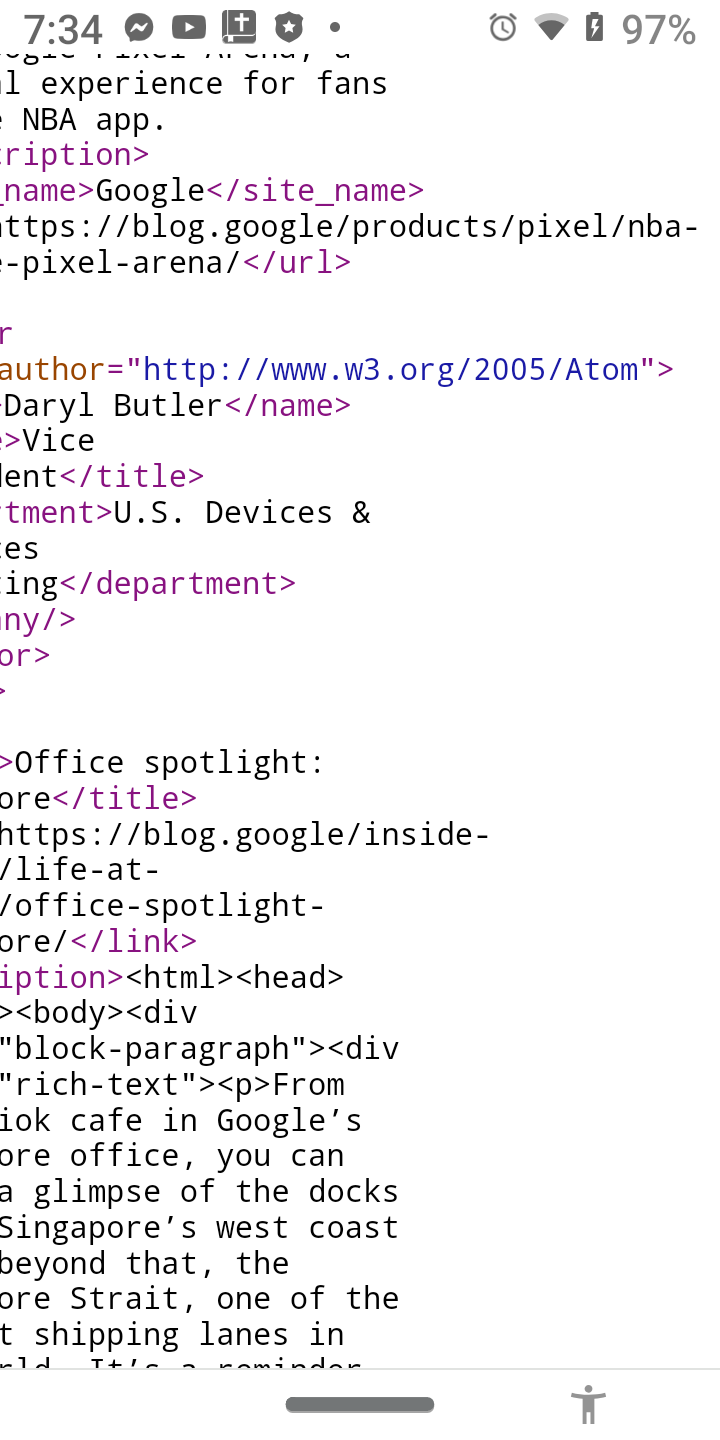 7:34 97%
al experience for fans
e NBA app.
cription>
_name>Google</site_name>
https://blog.google/products/pixel/nba-
e-pixel-arena/</url>
r
author="http://www.w3.org/2005/Atom">
>Daryl Butler</name>
e>Vice
dent</title>
rtment>U.S. Devices &
ces
ting</department>
any/>
or>
>
>Office spotlight:
ore</title>
https://blog.google/inside-
/life-at-
/office-spotlight-
ore/</link>
iption><html><head>
><body><div
"block-paragraph"><div
"rich-text"><p>From
iok cafe in Google’s
ore office, you can
a glimpse of the docks
Singapore’s west coast
beyond that, the
ore Strait, one of the
t shipping lanes in
rld. It’s a reminder